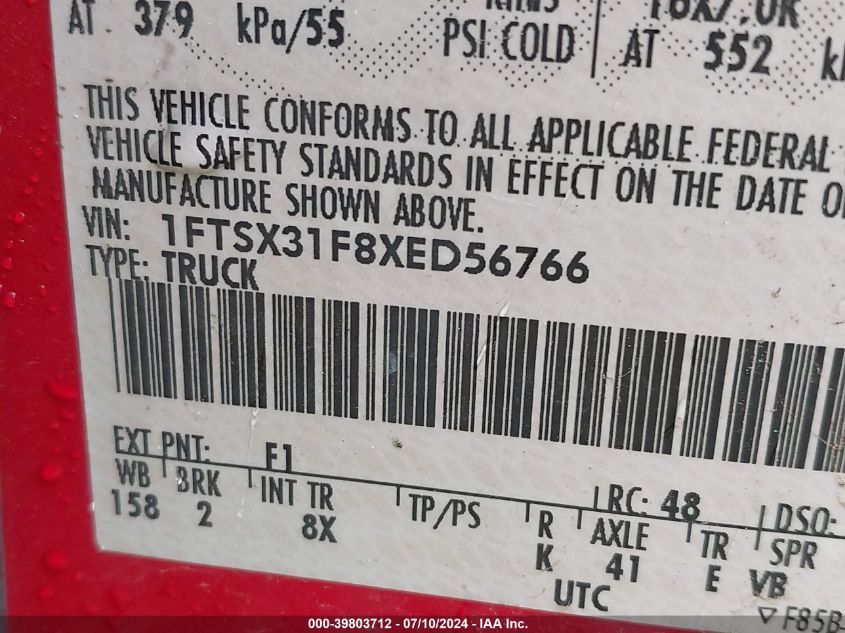 AT 379 kPa/55 PSI COLD AT 552
THIS VEHICLE CONFORMS TO ALL APPLICABLE FEDERAL
VEHICLE SAFETY STANDARDS IN EFFECT ON THE DATE
MANUFACTURE SHOWN ABOVE.
VIN: 1FTSX31F8XED56766
TYPE: TRUCK
EXT PNT: F1 RC: 48 DSO:
WB BRK INT TR TP/PS R AXLE TR SPR
158 2 8X K 41 E VB
UTC
▽ F85B-
000-39803712 - 07/10/2024 - IAA Inc.